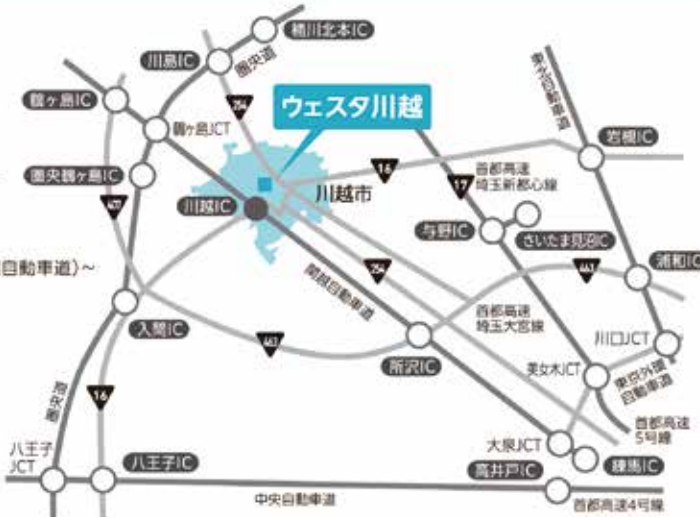 桶川北本IC
川島IC
圏央道
東北自動車道
鶴ヶ島IC
254
ウェスタ川越
鶴ヶ島JCT
岩槻IC
16
首都高速
埼玉新都心線
17
圏央鶴ヶ島IC
川越IC
川越市
407
与野IC
さいたま見沼IC
自動車道)〜
254
463
浦和IC
関越自動車道
入間IC
首都高速
埼玉大宮線
463
川口JCT
所沢IC
美女木JCT
東京外環
自動車道
圏央道
16
首都高速
5号線
八王子
JCT
八王子IC
大泉JCT
高井戸IC
練馬IC
中央自動車道
首都高速4号線